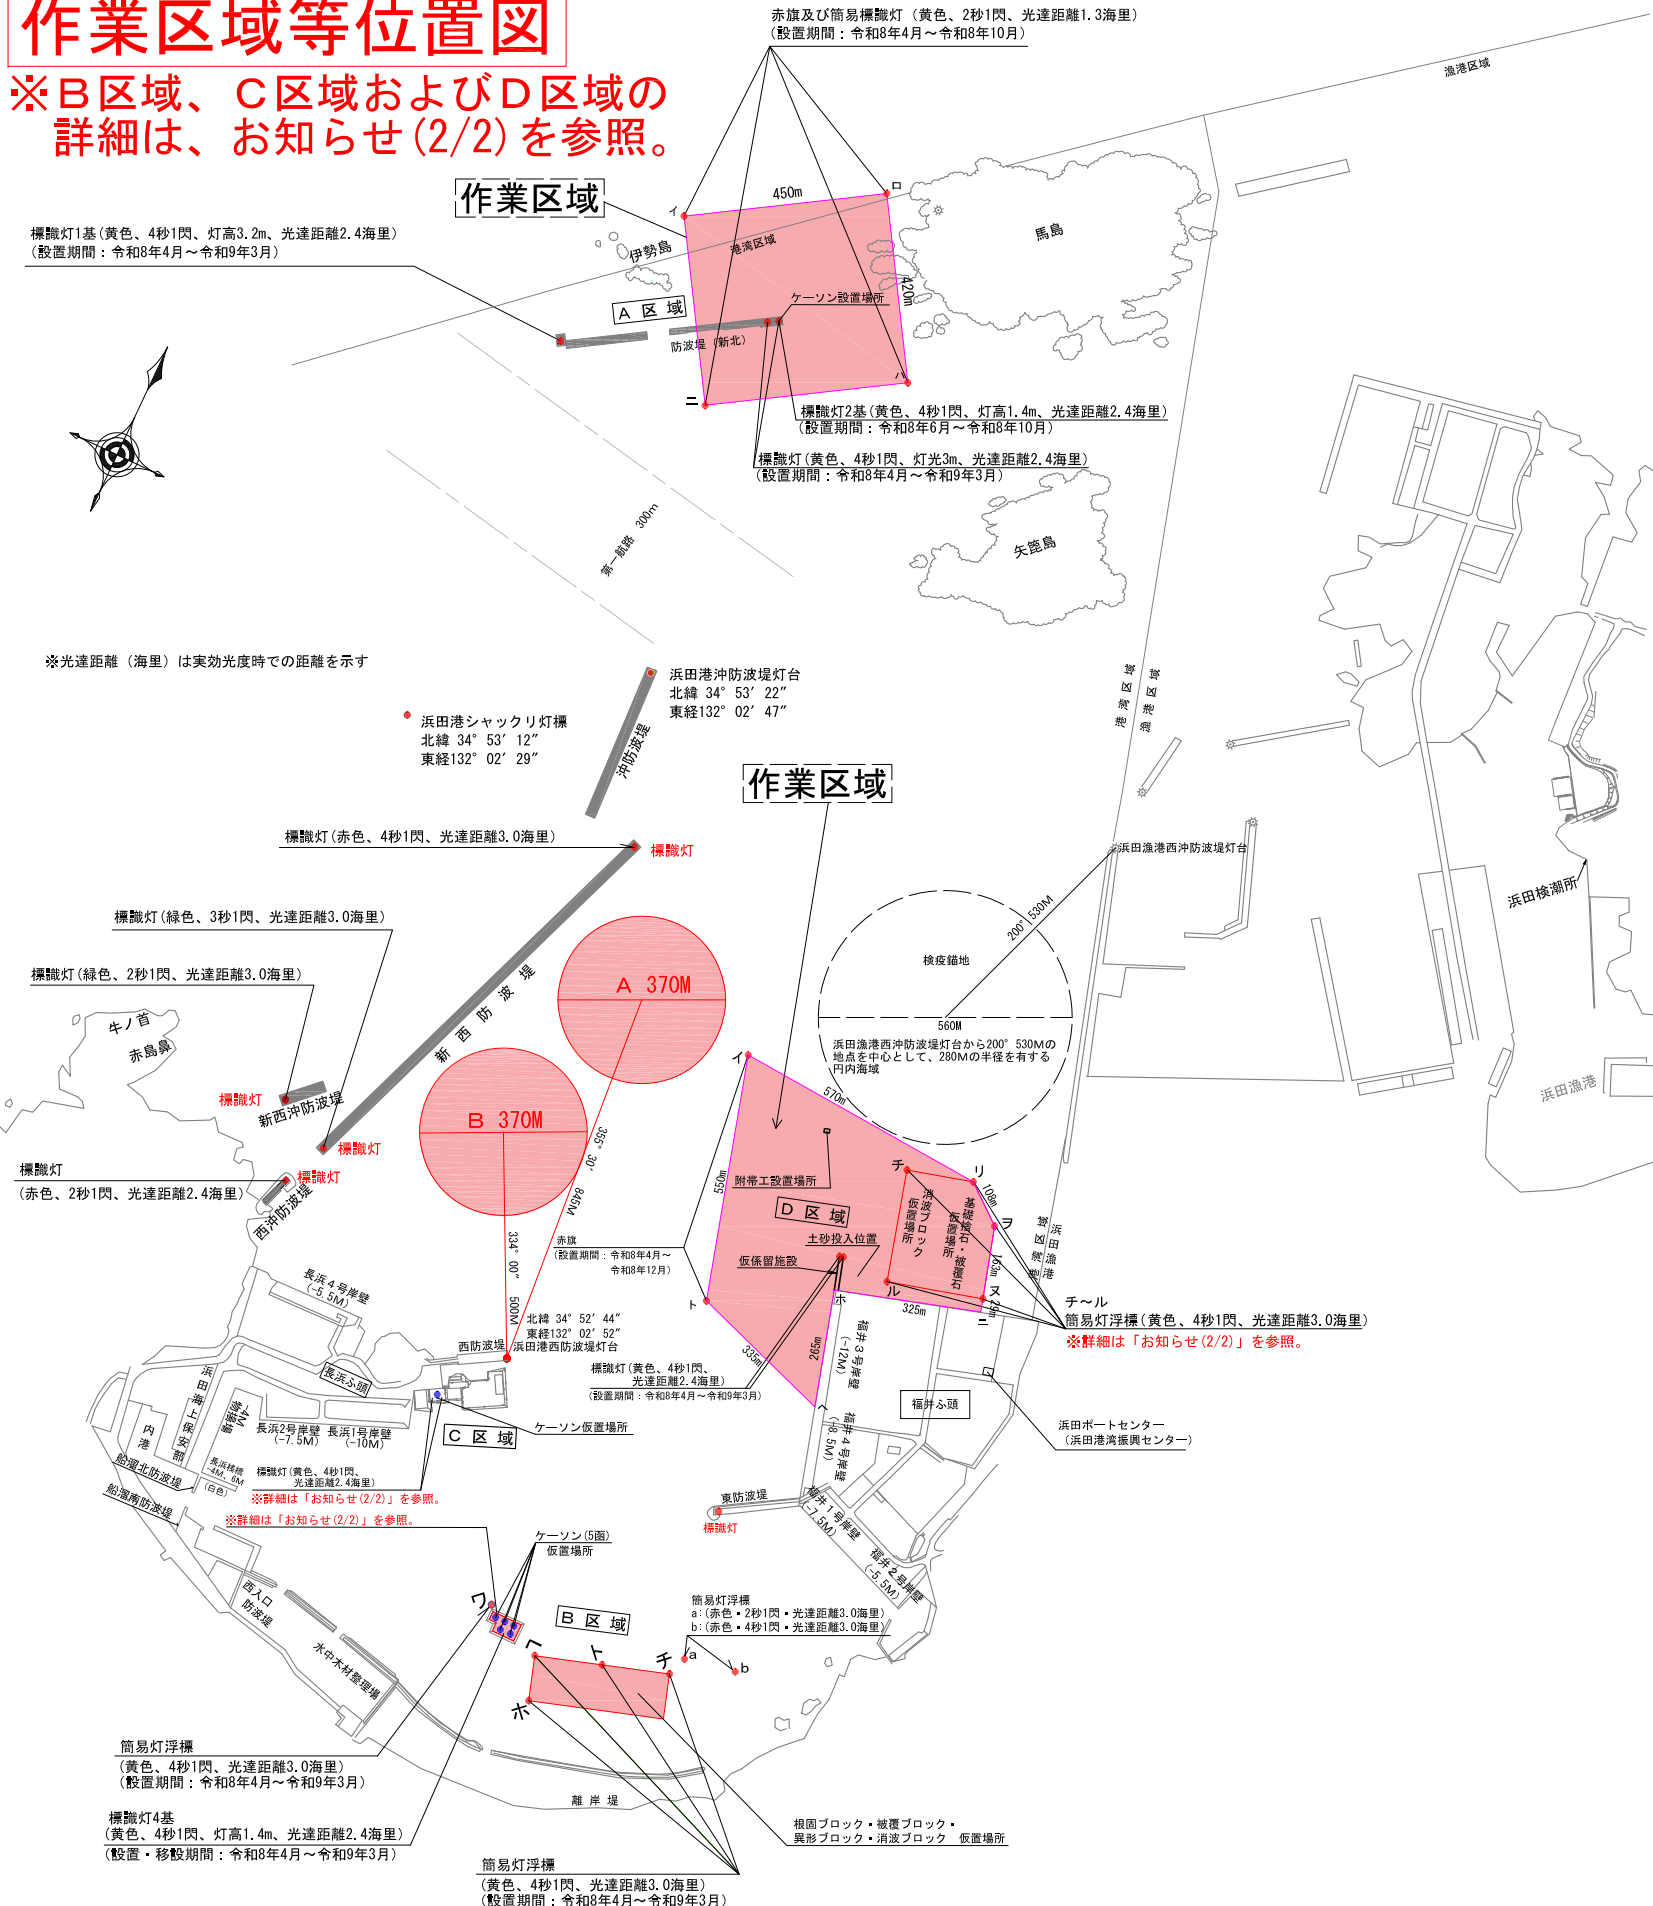 作業区域等位置図
※B区域、C区域およびD区域の
詳細は、お知らせ(2/2)を参照。
赤旗及び簡易標識灯（黄色、2秒1閃、光達距離1.3海里）
(設置期間：令和8年4月～令和8年10月)
漁港区域
作業区域
450m
イ
ロ
馬島
伊勢島
港湾区域
420m
標識灯1基(黄色、4秒1閃、灯高3.2m、光達距離2.4海里)
(設置期間：令和8年4月～令和9年3月)
A 区 域
ケーソン設置場所
防波堤（新北）
ハ
ニ
標識灯2基(黄色、4秒1閃、灯高1.4m、光達距離2.4海里)
(設置期間：令和8年6月～令和8年10月)
標識灯(黄色、4秒1閃、灯光3m、光達距離2.4海里)
(設置期間：令和8年4月～令和9年3月)
第一航路 300m
矢箆島
※光達距離（海里）は実効光度時での距離を示す
浜田港沖防波堤灯台
北緯 34° 53′ 22″
東経132° 02′ 47″
浜田港シャックリ灯標
北緯 34° 53′ 12″
東経132° 02′ 29″
沖防波堤
港湾区域
漁港区域
作業区域
標識灯(赤色、4秒1閃、光達距離3.0海里)
標識灯
浜田漁港西沖防波堤灯台
浜田検潮所
標識灯(緑色、3秒1閃、光達距離3.0海里)
標識灯(緑色、2秒1閃、光達距離3.0海里)
200° 530M
検疫錨地
560M
浜田漁港西沖防波堤灯台から200° 530Mの
地点を中心として、280Mの半径を有する
円内海域
A 370M
B 370M
新西防波堤
牛ノ首
赤島鼻
標識灯
新西沖防波堤
標識灯
標識灯
(赤色、2秒1閃、光達距離2.4海里)
標識灯
西沖防波堤
浜田漁港
355° 30′ 845M
334° 00″ 500M
イ
570m
550m
附帯工設置場所
D 区 域
チ
リ
108m
ヲ
消波ブロック
仮置場所
基礎捨石・被覆石
仮置場所
土砂投入位置
仮係留施設
163m
ヌ
29m
ニ
ル
325m
ホ
ト
335m
265m
ヘ
港湾区域
浜田漁港
赤旗
(設置期間：令和8年4月～
令和8年12月)
チ～ル
簡易灯浮標(黄色、4秒1閃、光達距離3.0海里)
※詳細は「お知らせ(2/2)」を参照。
長浜4号岸壁
(-5.5M)
北緯 34° 52′ 44″
東経132° 02′ 52″
西防波堤
浜田港西防波堤灯台
標識灯(黄色、4秒1閃、
光達距離2.4海里)
(設置期間：令和8年4月～令和9年3月)
福井3号岸壁
(-12M)
福井ふ頭
長浜ふ頭
浜田海上保安部
-4M
物揚場
長浜2号岸壁
(-7.5M)
長浜1号岸壁
(-10M)
C 区 域
ケーソン仮置場所
内港
長浜桟橋
-4M、6M
(白色)
船溜北防波堤
船溜南防波堤
標識灯(黄色、4秒1閃、
光達距離2.4海里)
※詳細は「お知らせ(2/2)」を参照。
※詳細は「お知らせ(2/2)」を参照。
福井4号岸壁
(-8.5M)
浜田ポートセンター
(浜田港湾振興センター)
東防波堤
標識灯
福井1号岸壁
(-7.5M)
福井2号岸壁
(-5.5M)
ケーソン(5函)
仮置場所
西入口
防波堤
水中木材整理場
ワ
B 区 域
ヘ
ト
チ
ホ
簡易灯浮標
a:(赤色・2秒1閃・光達距離3.0海里)
b:(赤色・4秒1閃・光達距離3.0海里)
a
b
簡易灯浮標
(黄色、4秒1閃、光達距離3.0海里)
(設置期間：令和8年4月～令和9年3月)
離岸堤
標識灯4基
(黄色、4秒1閃、灯高1.4m、光達距離2.4海里)
(設置・移設期間：令和8年4月～令和9年3月)
根固ブロック・被覆ブロック・
異形ブロック・消波ブロック 仮置場所
簡易灯浮標
(黄色、4秒1閃、光達距離3.0海里)
(設置期間：令和8年4月～令和9年3月)